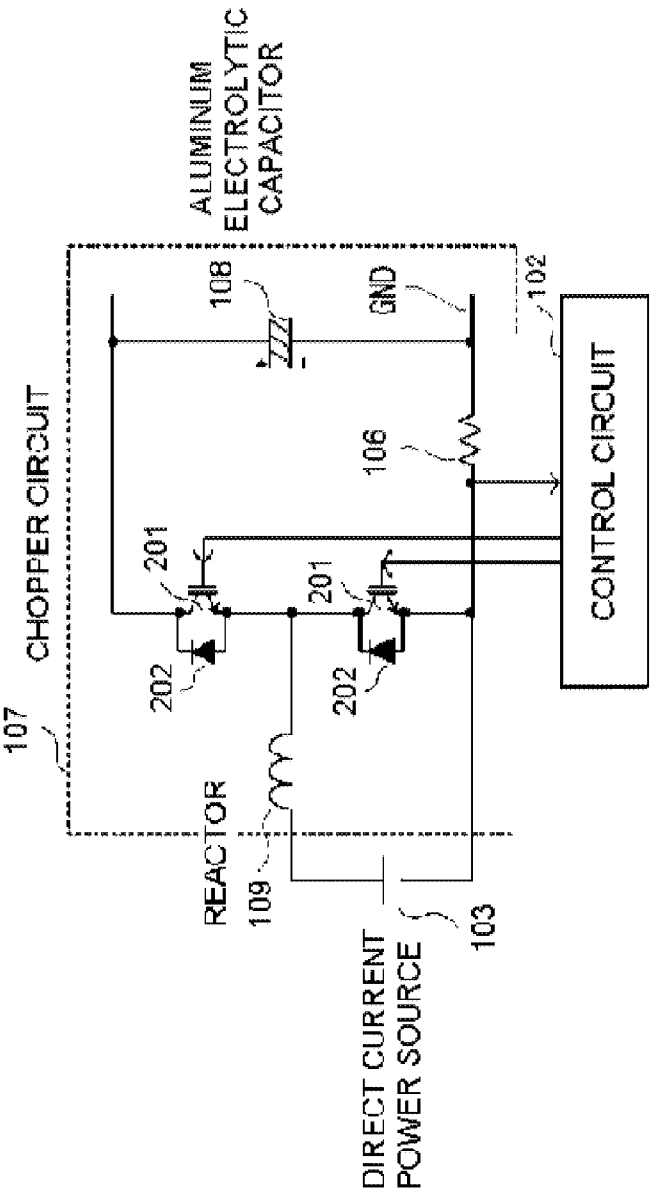 107
CHOPPER CIRCUIT
ALUMINUM
ELECTROLYTIC
CAPACITOR
REACTOR
109
202
201
108
202
201
106
GND
DIRECT CURRENT
POWER SOURCE
103
102
CONTROL CIRCUIT